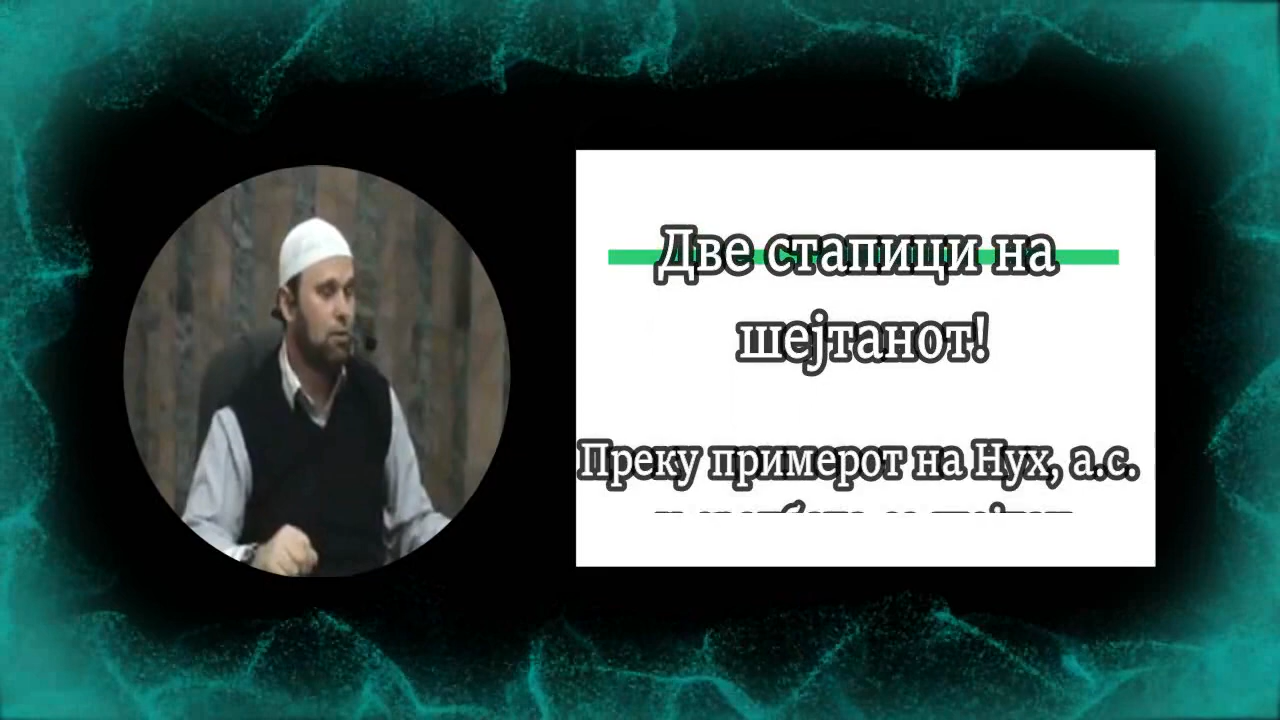 Две стапици на
шејтанот!
Преку примерот на Нух, а.с.